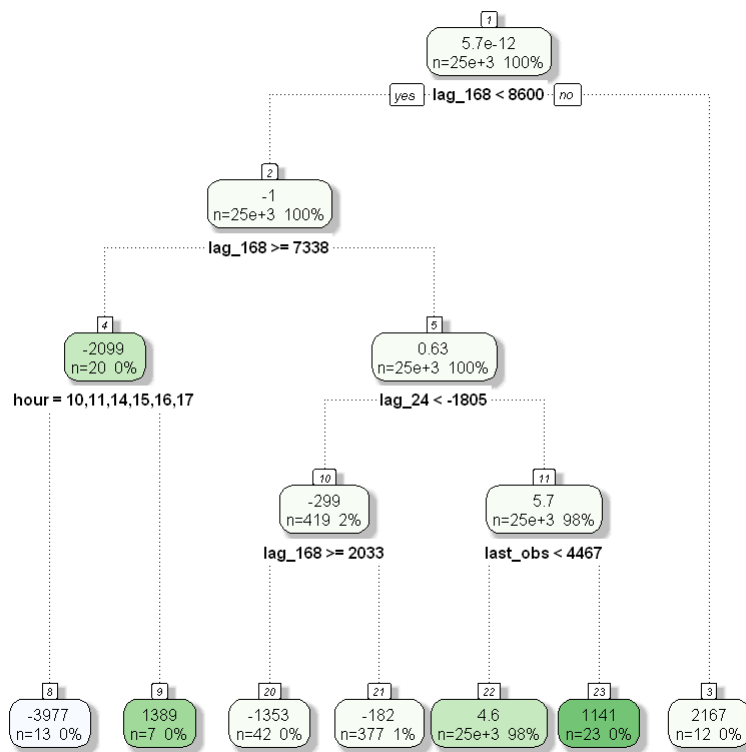 1
5.7e-12
n=25e+3 100%
yes lag_168 < 8600 no
2
-1
n=25e+3 100%
lag_168 >= 7338
4
5
-2099
n=20 0%
0.63
n=25e+3 100%
hour = 10,11,14,15,16,17
lag_24 < -1805
10
11
-299
n=419 2%
5.7
n=25e+3 98%
lag_168 >= 2033
last_obs < 4467
8
9
20
21
22
23
3
-3977
n=13 0%
1389
n=7 0%
-1353
n=42 0%
-182
n=377 1%
4.6
n=25e+3 98%
1141
n=23 0%
2167
n=12 0%